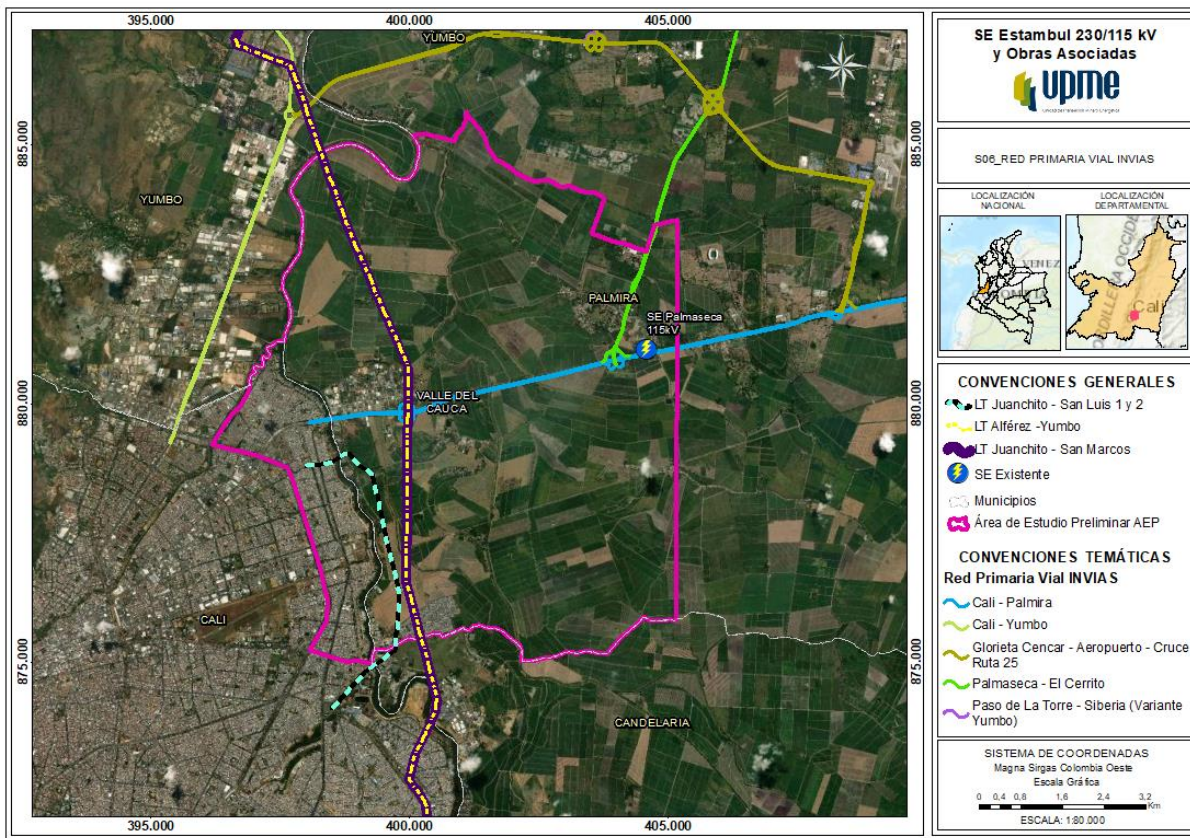 395.000
400.000
405.000
YUMBO
885.000
885.000
YUMBO
PALMIRA
SE Palmaseca
115kV
VALLE DEL
CAUCA
880.000
880.000
CALI
875.000
875.000
CANDELARIA
395.000
400.000
405.000
SE Estambul 230/115 kV
y Obras Asociadas
upme
S06_RED PRIMARIA VIAL INVIAS
LOCALIZACIÓN
NACIONAL
LOCALIZACIÓN
DEPARTAMENTAL
Cali
CONVENCIONES GENERALES
LT Juanchito - San Luis 1 y 2
LT Alférez -Yumbo
LT Juanchito - San Marcos
SE Existente
Municipios
Área de Estudio Preliminar AEP
CONVENCIONES TEMÁTICAS
Red Primaria Vial INVIAS
Cali - Palmira
Cali - Yumbo
Glorieta Cencar - Aeropuerto - Cruce
Ruta 25
Palmaseca - El Cerrito
Paso de La Torre - Siberia (Variante
Yumbo)
SISTEMA DE COORDENADAS
Magna Sirgas Colombia Oeste
Escala Gráfica
0 0,4 0,8 1,6 2,4 3,2
Km
ESCALA: 1:80.000